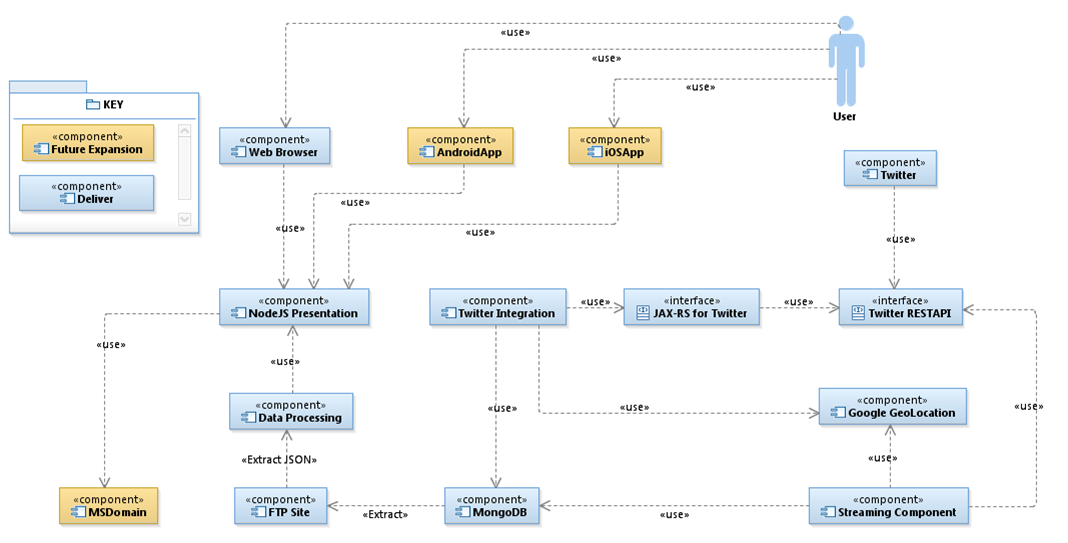 «use»
«use»
«use»
User
KEY
«component»
Future Expansion
«component»
Deliver
«component»
Web Browser
«component»
AndroidApp
«component»
iOSApp
«component»
Twitter
«use»
«use»
«use»
«use»
«component»
NodeJS Presentation
«component»
Twitter Integration
«use»
«interface»
JAX-RS for Twitter
«use»
«interface»
Twitter RESTAPI
«use»
«use»
«component»
Data Processing
«use»
«use»
«component»
Google GeoLocation
«use»
«Extract JSON»
«use»
«component»
MSDomain
«component»
FTP Site
«Extract»
«component»
MongoDB
«use»
«component»
Streaming Component